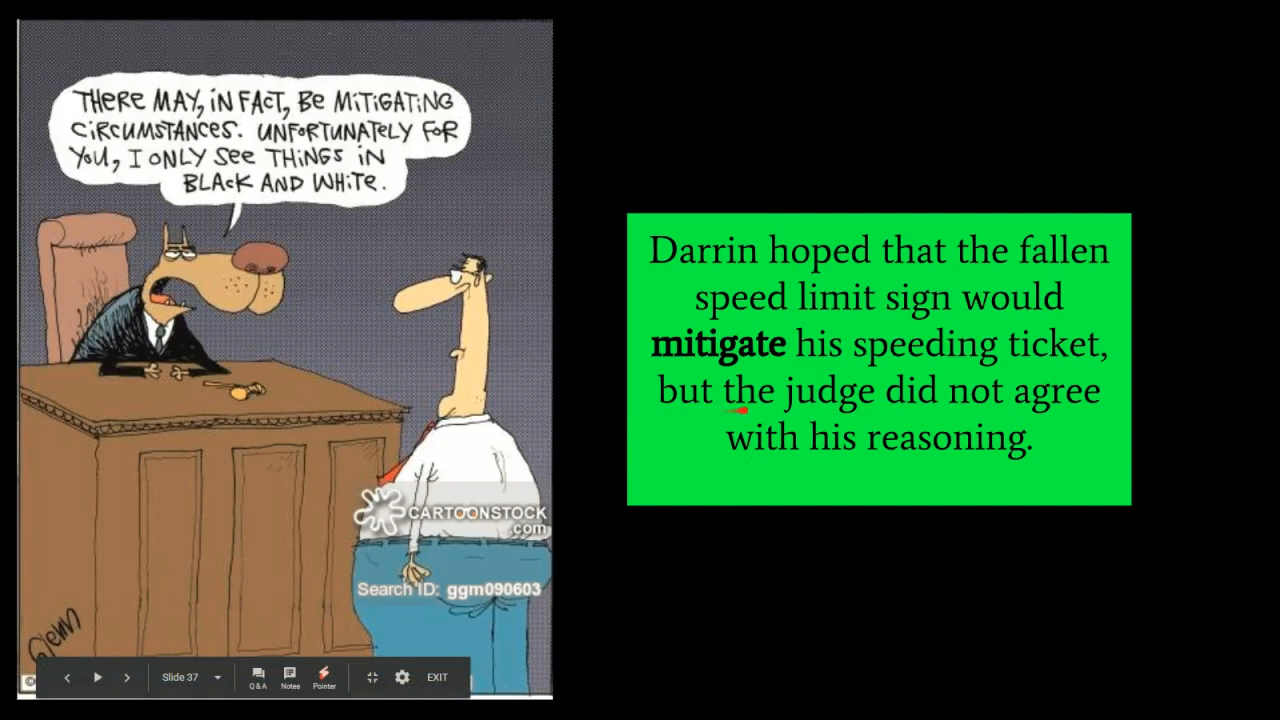 THERE MAY, IN FACT, BE MITIGATING
CIRCUMSTANCES. UNFORTUNATELY FOR
YOU, I ONLY SEE THINGS IN
BLACK AND WHITE.
Darrin hoped that the fallen
speed limit sign would
mitigate his speeding ticket,
but the judge did not agree
with his reasoning.
CARTOONSTOCK
.com
Search ID: ggm090603
Glenn
©
Slide 37
Q & A
Notes
Pointer
EXIT